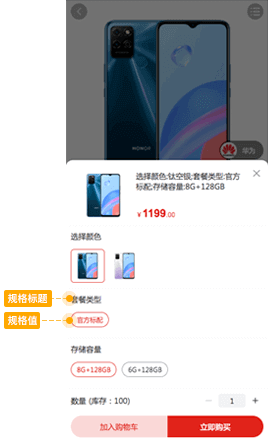 华为
选择颜色:钛空银;套餐类型:官方
标配;存储容量:8G+128GB
¥1199.00
选择颜色
规格标题
套餐类型
规格值
官方标配
存储容量
8G+128GB 6G+128GB
数量 (库存：100)
− 1 +
加入购物车 立即购买